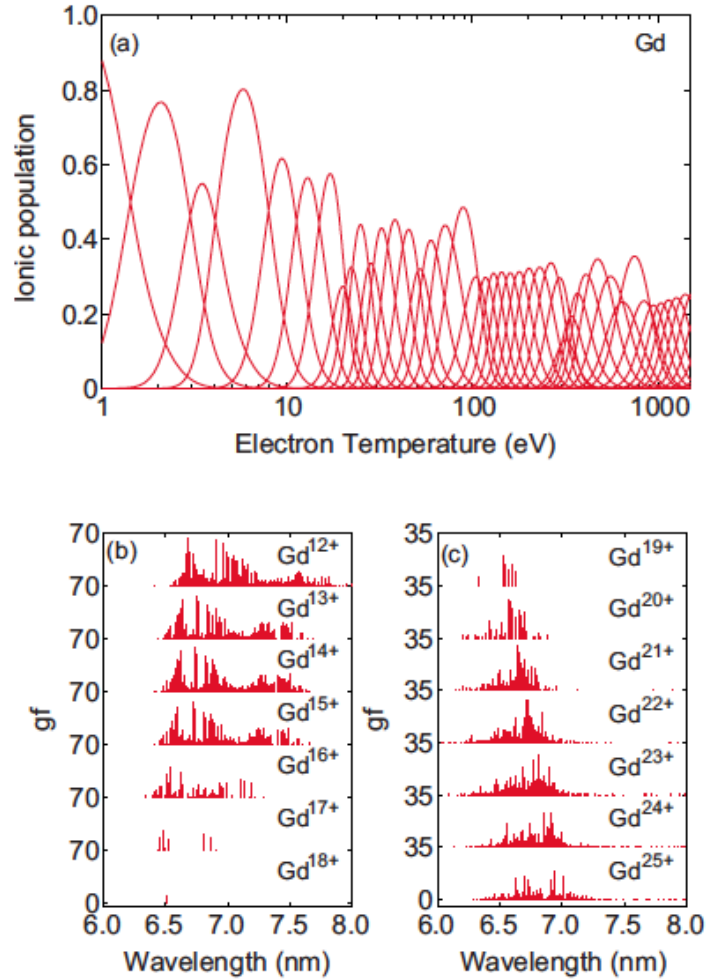 (a)
Gd
1.0
0.8
0.6
0.4
0.2
0
Ionic population
1
10
100
1000
Electron Temperature (eV)
(b)
70
70
70
70
70
70
70
0
gf
Gd12+
Gd13+
Gd14+
Gd15+
Gd16+
Gd17+
Gd18+
6.0 6.5 7.0 7.5 8.0
Wavelength (nm)
(c)
35
35
35
35
35
35
35
0
gf
Gd19+
Gd20+
Gd21+
Gd22+
Gd23+
Gd24+
Gd25+
6.0 6.5 7.0 7.5 8.0
Wavelength (nm)